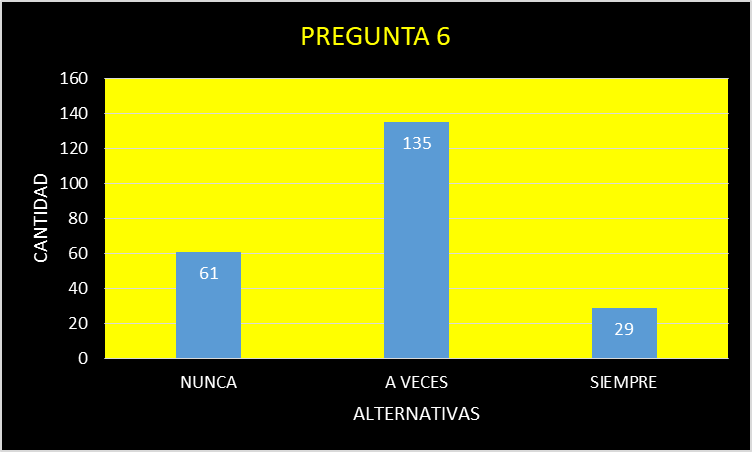 PREGUNTA 6
160
140
120
100
80
60
40
20
0
CANTIDAD
61
135
29
NUNCA
A VECES
SIEMPRE
ALTERNATIVAS